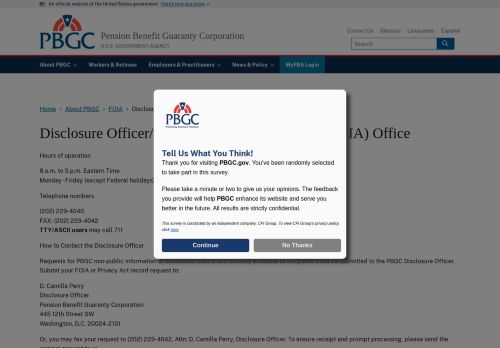 An official website of the United States government Here's how you know
PBGC
Pension Benefit Guaranty Corporation
A U.S. GOVERNMENT AGENCY
Contact Us Glossary Languages Español
Search
About PBGC Workers & Retirees Employers & Practitioners News & Policy MyPBA Login
Home › About PBGC › FOIA › Disclo
Disclosure Officer/ IA) Office
Hours of operation
8 a.m. to 5 p.m. Eastern Time
Monday -Friday (except Federal holidays)
Telephone numbers
(202) 229-4040
FAX: (202) 229-4042
TTY/ASCII users may call 711
How to Contact the Disclosure Officer
Requests for PBGC non-public information or must be submitted to the PBGC Disclosure Officer.
Submit your FOIA or Privacy Act record request to:
D. Camilla Perry
Disclosure Officer
Pension Benefit Guaranty Corporation
445 12th Street SW
Washington, D.C. 20024-2101
Or, you may fax your request to (202) 229-4042, Attn: D. Camilla Perry, Disclosure Officer. To ensure receipt and prompt processing, please send the
PBGC
Protecting America's Pensions
Tell Us What You Think!
Thank you for visiting PBGC.gov. You've been randomly selected
to take part in this survey.
Please take a minute or two to give us your opinions. The feedback
you provide will help PBGC enhance its website and serve you
better in the future. All results are strictly confidential.
This survey is conducted by an independent company, CFI Group. To view CFI Group's privacy policy
click here.
Continue No Thanks